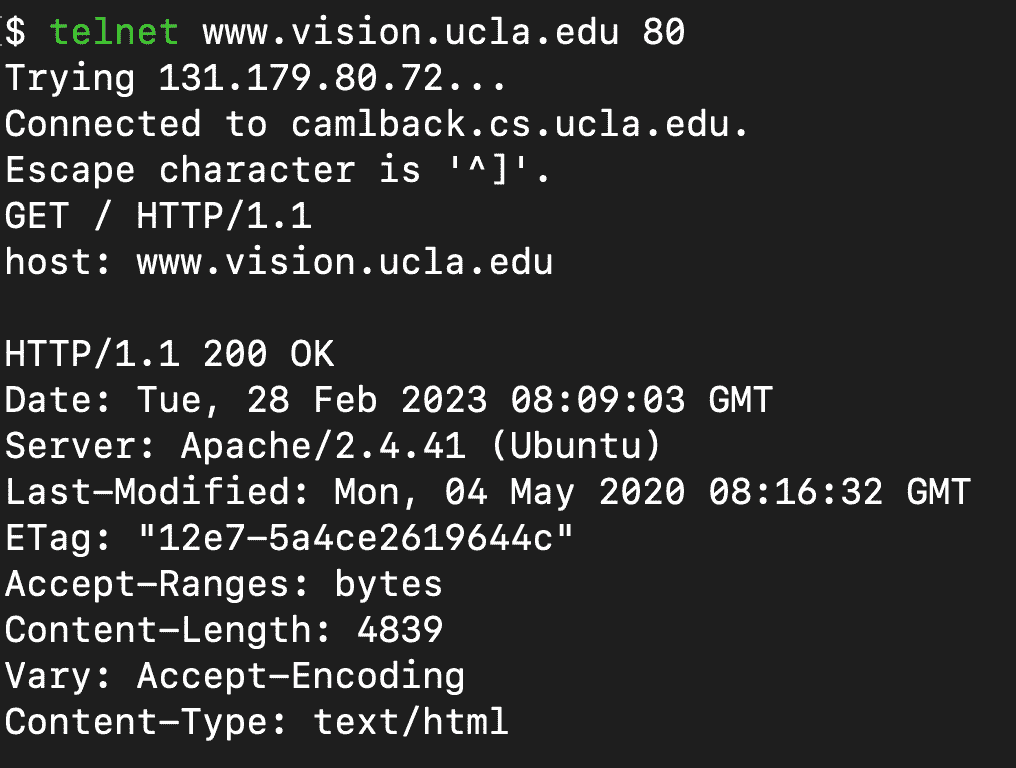 $ telnet www.vision.ucla.edu 80
Trying 131.179.80.72...
Connected to camlback.cs.ucla.edu.
Escape character is '^]'.
GET / HTTP/1.1
host: www.vision.ucla.edu

HTTP/1.1 200 OK
Date: Tue, 28 Feb 2023 08:09:03 GMT
Server: Apache/2.4.41 (Ubuntu)
Last-Modified: Mon, 04 May 2020 08:16:32 GMT
ETag: "12e7-5a4ce2619644c"
Accept-Ranges: bytes
Content-Length: 4839
Vary: Accept-Encoding
Content-Type: text/html